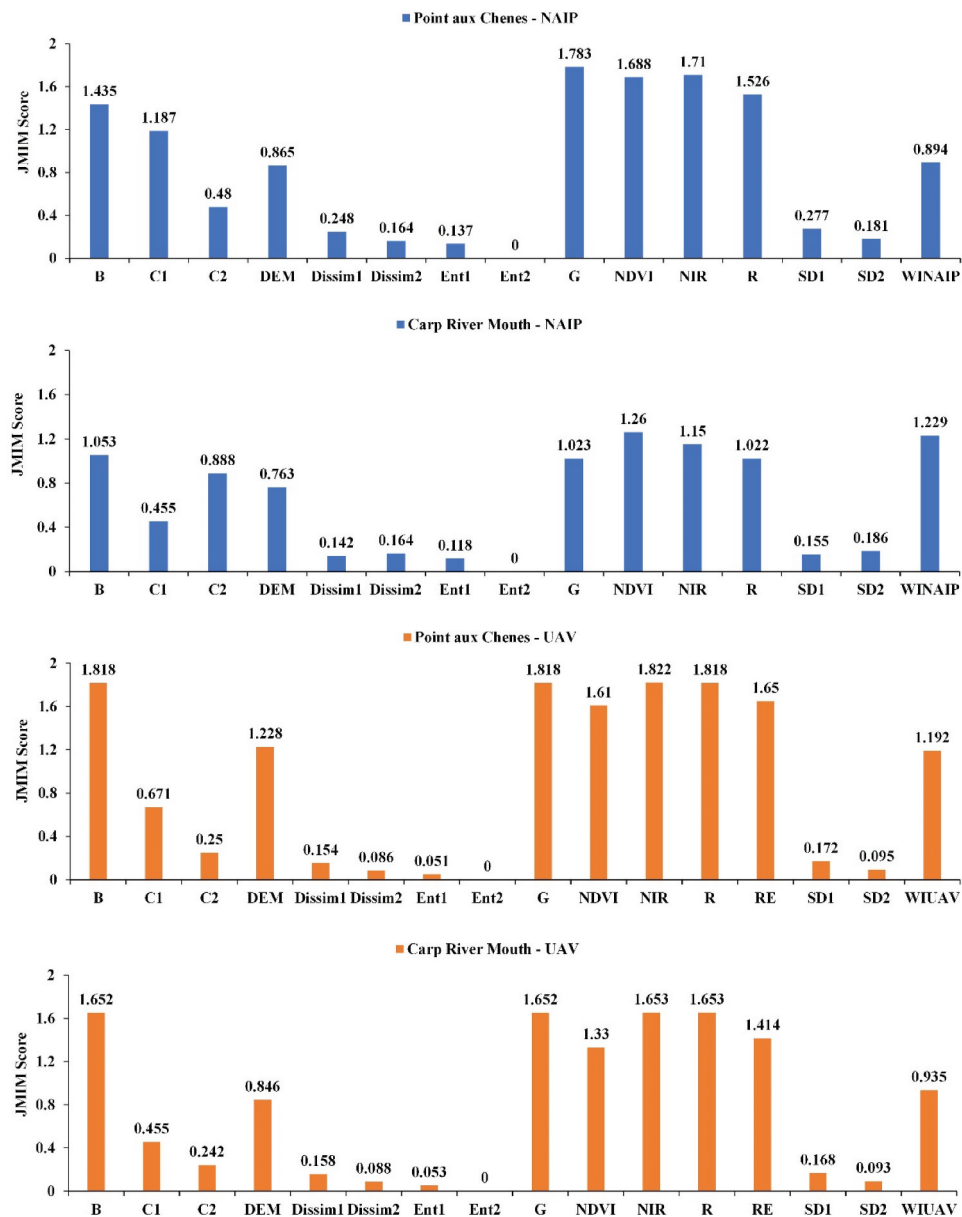 Point aux Chenes - NAIP
2
1.6
1.2
0.8
0.4
0
JMIM Score
1.435 1.187 0.48 0.865 0.248 0.164 0.137 0 1.783 1.688 1.71 1.526 0.277 0.181 0.894
B C1 C2 DEM Dissim1 Dissim2 Ent1 Ent2 G NDVI NIR R SD1 SD2 WINAIP
Carp River Mouth - NAIP
2
1.6
1.2
0.8
0.4
0
JMIM Score
1.053 0.455 0.888 0.763 0.142 0.164 0.118 0 1.023 1.26 1.15 1.022 0.155 0.186 1.229
B C1 C2 DEM Dissim1 Dissim2 Ent1 Ent2 G NDVI NIR R SD1 SD2 WINAIP
Point aux Chenes - UAV
2
1.6
1.2
0.8
0.4
0
JMIM Score
1.818 0.671 0.25 1.228 0.154 0.086 0.051 0 1.818 1.61 1.822 1.818 1.65 0.172 0.095 1.192
B C1 C2 DEM Dissim1 Dissim2 Ent1 Ent2 G NDVI NIR R RE SD1 SD2 WIUAV
Carp River Mouth - UAV
2
1.6
1.2
0.8
0.4
0
JMIM Score
1.652 0.455 0.242 0.846 0.158 0.088 0.053 0 1.652 1.33 1.653 1.653 1.414 0.168 0.093 0.935
B C1 C2 DEM Dissim1 Dissim2 Ent1 Ent2 G NDVI NIR R RE SD1 SD2 WIUAV